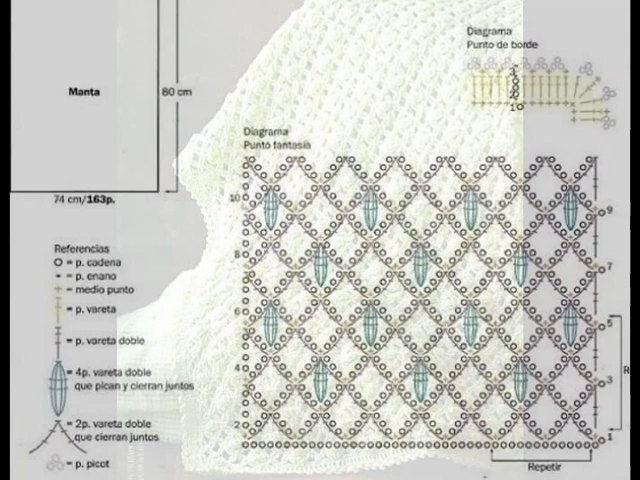 Manta
80 cm
74 cm/163p.
Diagrama
Punto de borde
1
Diagrama
Punto fantasía
10
8
6
4
2
9
7
5
3
1
R
Repetir
Referencias
= p. cadena
= p. enano
= medio punto
= p. vareta
= p. vareta doble
= 4p. vareta doble
que pican y cierran juntos
= 2p. vareta doble
que cierran juntos
= p. picot